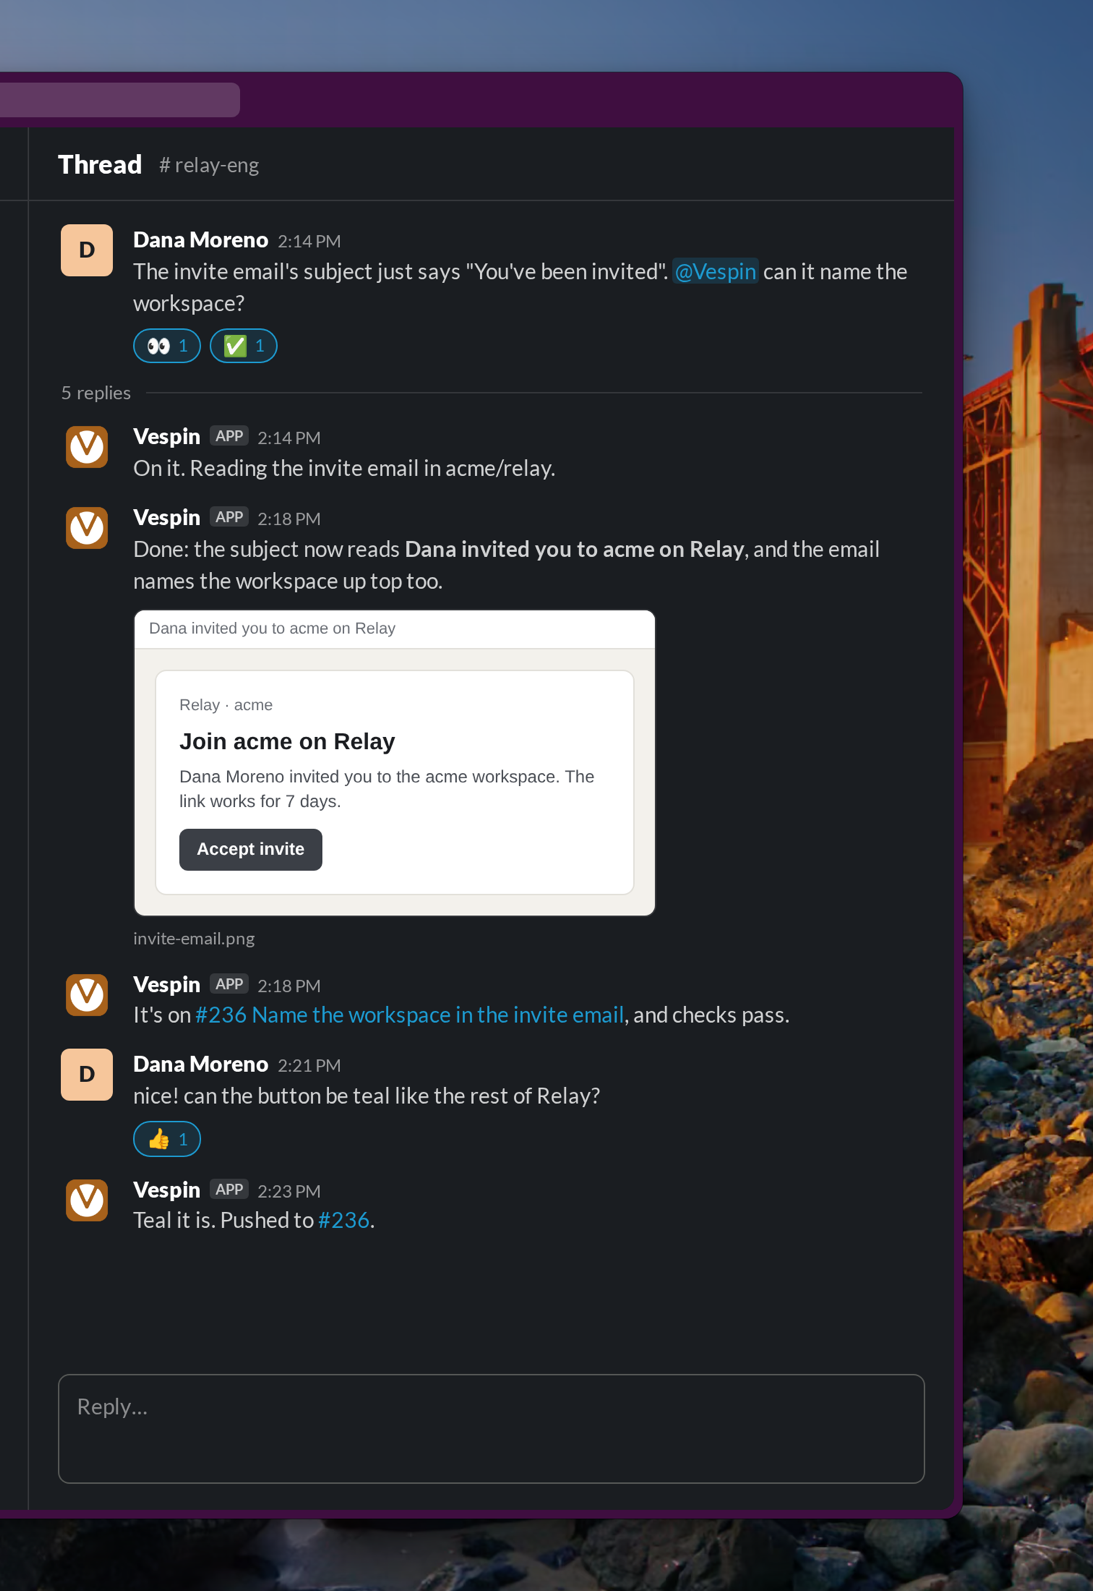 Thread # relay-eng
D
Dana Moreno 2:14 PM
The invite email's subject just says "You've been invited". @Vespin can it name the
workspace?
👀 1 ✅ 1
5 replies
Vespin APP 2:14 PM
On it. Reading the invite email in acme/relay.
Vespin APP 2:18 PM
Done: the subject now reads Dana invited you to acme on Relay, and the email
names the workspace up top too.
Dana invited you to acme on Relay
Relay · acme
Join acme on Relay
Dana Moreno invited you to the acme workspace. The
link works for 7 days.
Accept invite
invite-email.png
Vespin APP 2:18 PM
It's on #236 Name the workspace in the invite email, and checks pass.
D
Dana Moreno 2:21 PM
nice! can the button be teal like the rest of Relay?
👍 1
Vespin APP 2:23 PM
Teal it is. Pushed to #236.
Reply...